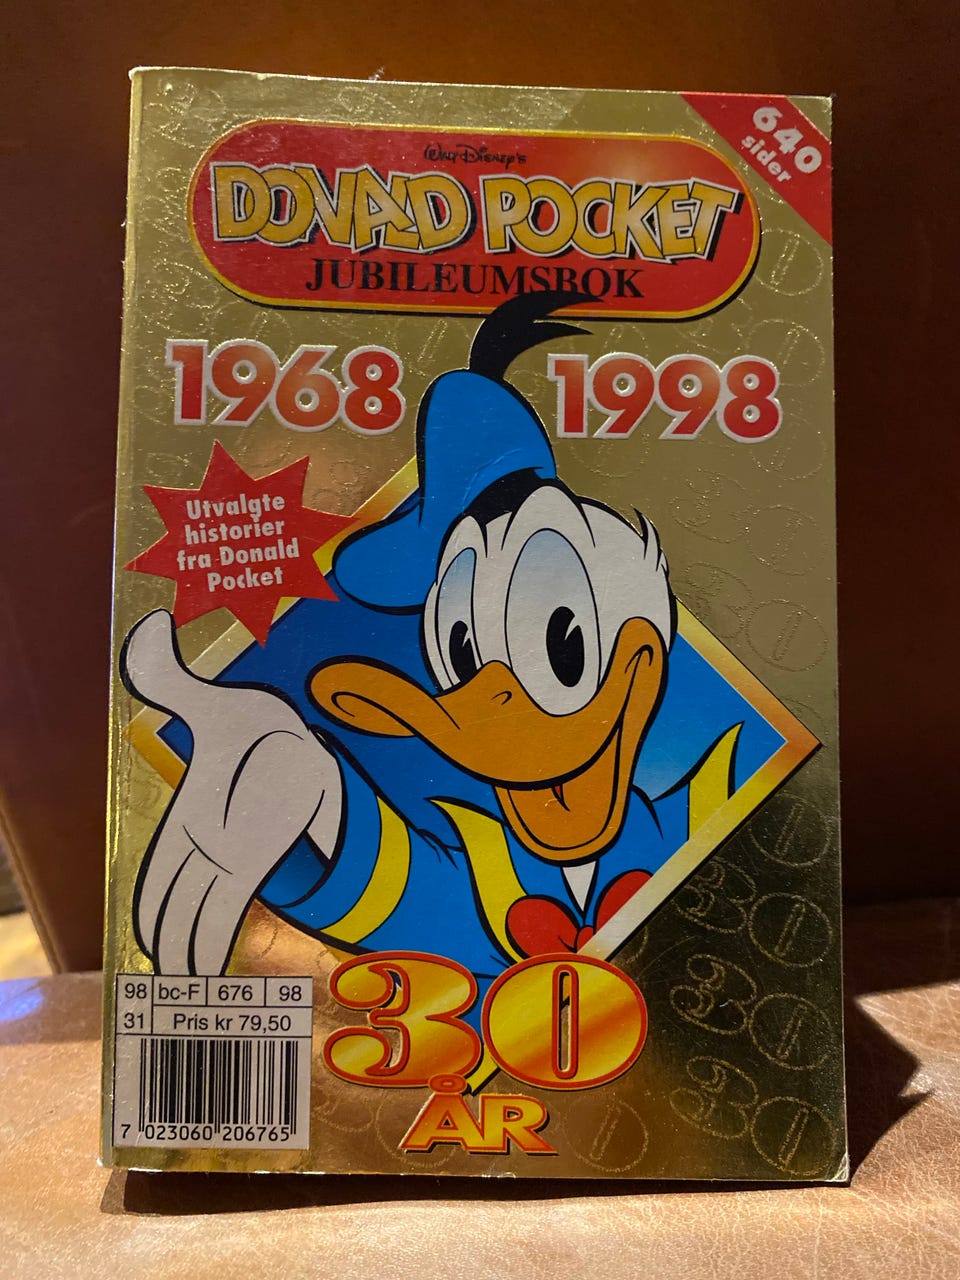 Walt Disney's
DONALD POCKET
JUBILEUMSBOK
640
sider
1968 1998
Utvalgte
historier
fra Donald
Pocket
30
ÅR
98 bc-F 676 98
31 Pris kr 79,50
7 023060 206765